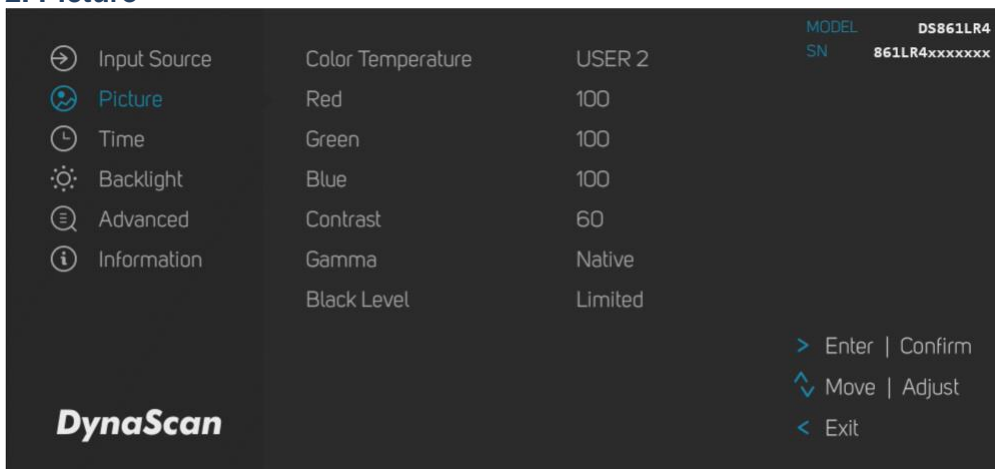 2. Picture
MODEL DS861LR4
SN 861LR4xxxxxxx
Input Source Color Temperature USER 2
Picture Red 100
Time Green 100
Backlight Blue 100
Advanced Contrast 60
Information Gamma Native
Black Level Limited
> Enter | Confirm
Move | Adjust
< Exit
DynaScan